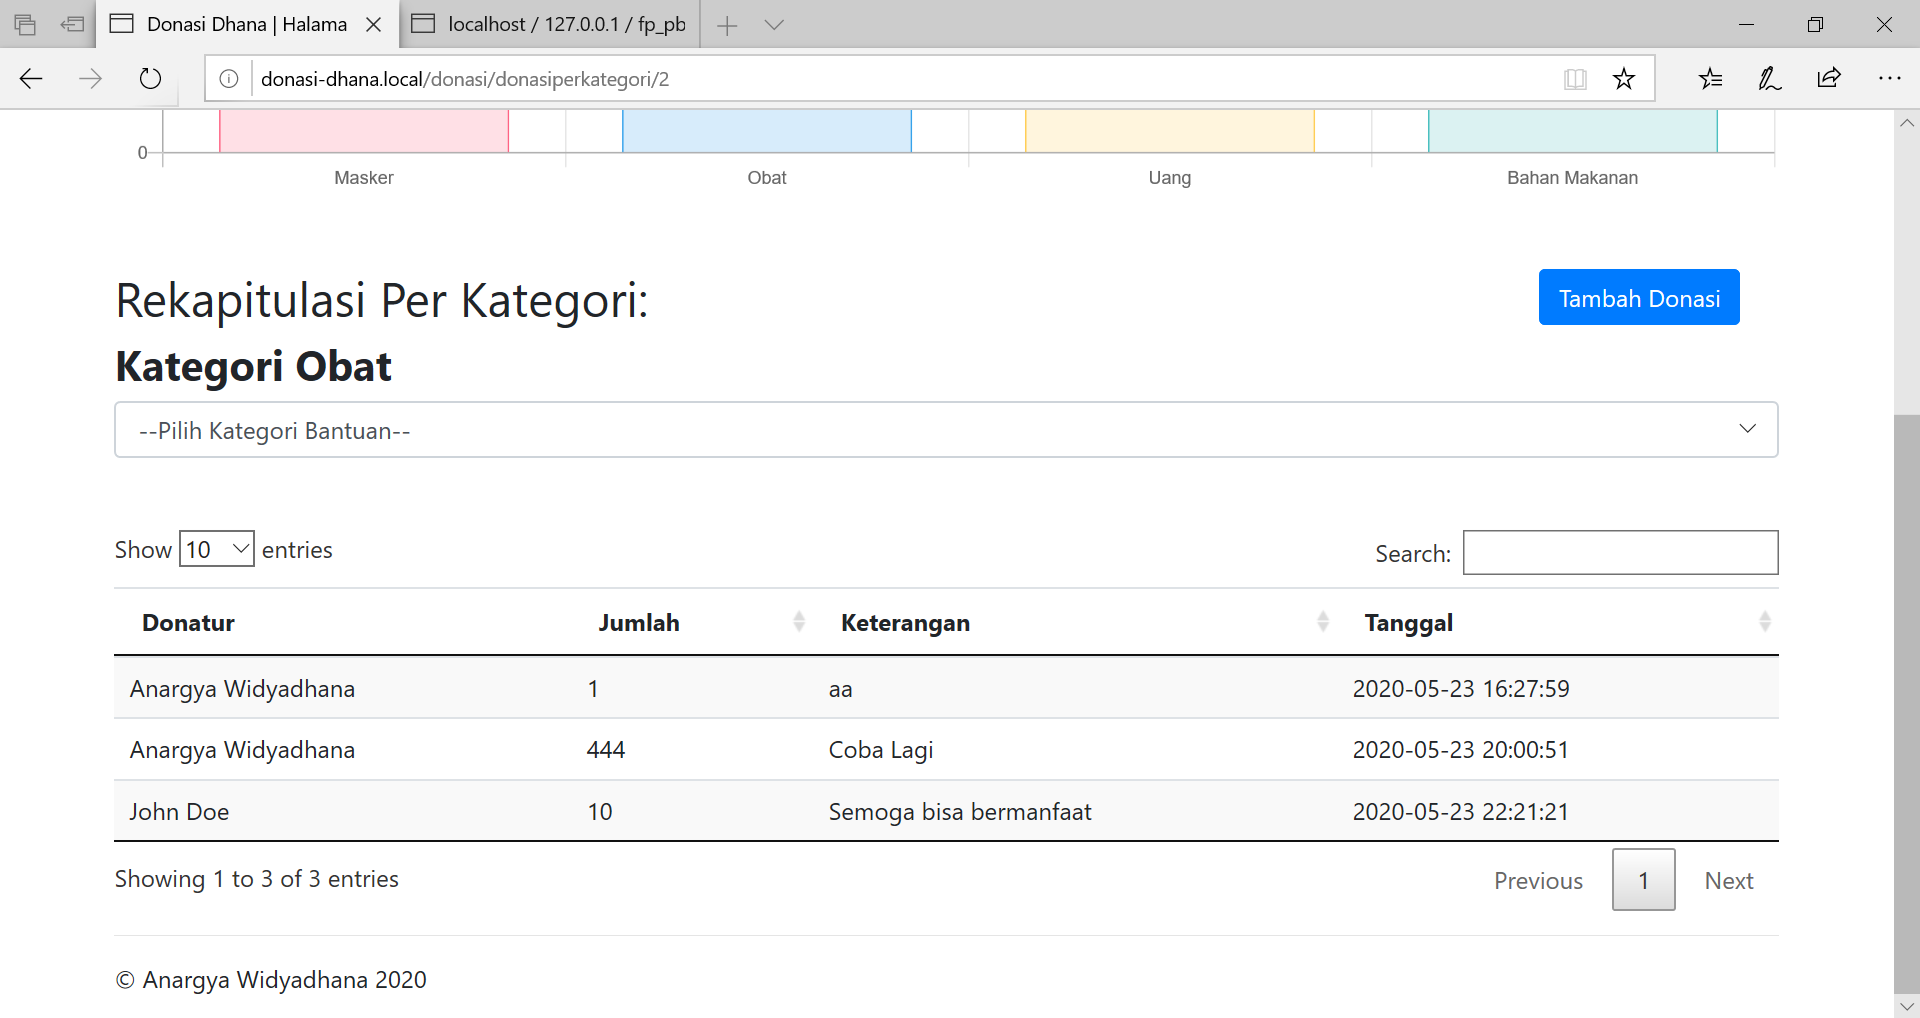 Donasi Dhana | Halama
localhost / 127.0.0.1 / fp_pb
donasi-dhana.local/donasi/donasiperkategori/2
0
Masker Obat Uang Bahan Makanan
Rekapitulasi Per Kategori:
Tambah Donasi
Kategori Obat
--Pilih Kategori Bantuan--
Show 10 entries
Search:
Donatur Jumlah Keterangan Tanggal
Anargya Widyadhana 1 aa 2020-05-23 16:27:59
Anargya Widyadhana 444 Coba Lagi 2020-05-23 20:00:51
John Doe 10 Semoga bisa bermanfaat 2020-05-23 22:21:21
Showing 1 to 3 of 3 entries
Previous 1 Next
© Anargya Widyadhana 2020